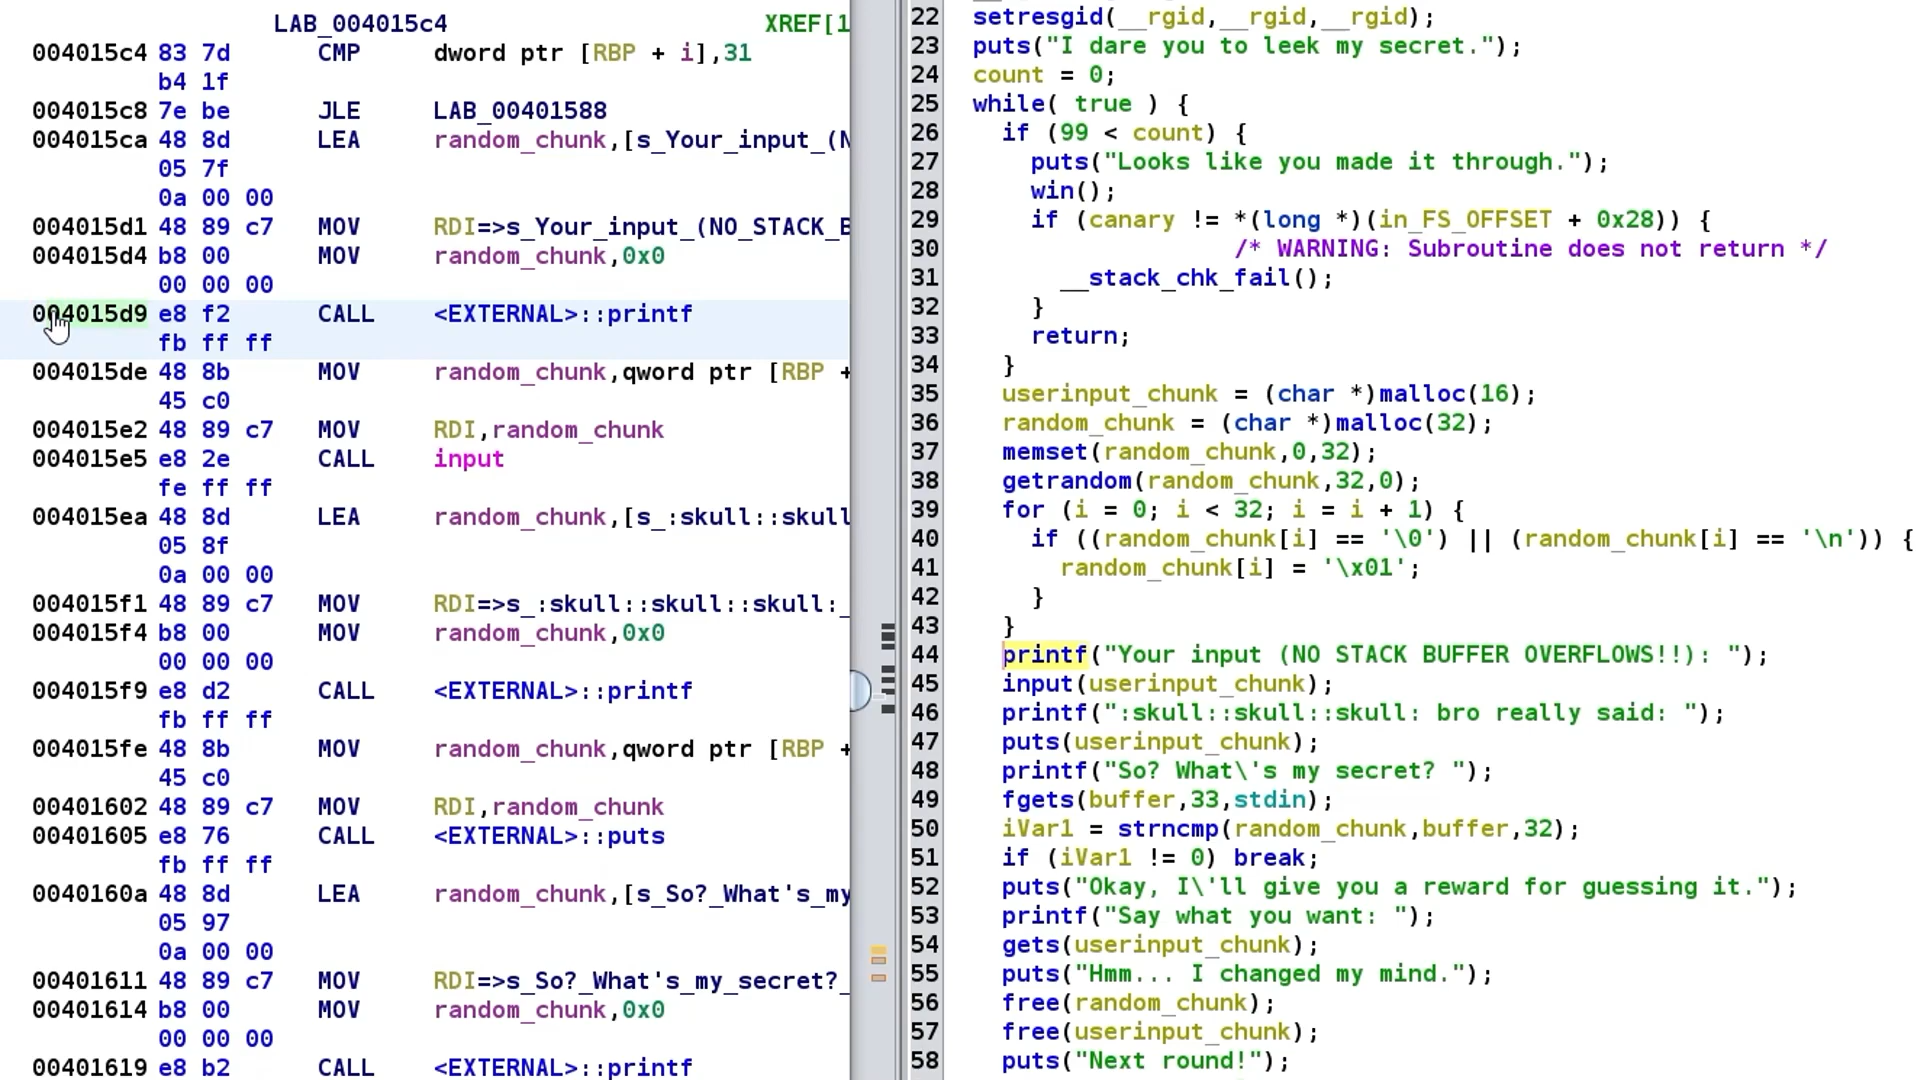 LAB_004015c4 XREF[1
004015c4 83 7d CMP dword ptr [RBP + i],31
b4 1f
004015c8 7e be JLE LAB_00401588
004015ca 48 8d LEA random_chunk,[s_Your_input_(N
05 7f
0a 00 00
004015d1 48 89 c7 MOV RDI=>s_Your_input_(NO_STACK_B
004015d4 b8 00 MOV random_chunk,0x0
00 00 00
004015d9 e8 f2 CALL <EXTERNAL>::printf
fb ff ff
004015de 48 8b MOV random_chunk,qword ptr [RBP +
45 c0
004015e2 48 89 c7 MOV RDI,random_chunk
004015e5 e8 2e CALL input
fe ff ff
004015ea 48 8d LEA random_chunk,[s_:skull::skull
05 8f
0a 00 00
004015f1 48 89 c7 MOV RDI=>s_:skull::skull::skull:_
004015f4 b8 00 MOV random_chunk,0x0
00 00 00
004015f9 e8 d2 CALL <EXTERNAL>::printf
fb ff ff
004015fe 48 8b MOV random_chunk,qword ptr [RBP +
45 c0
00401602 48 89 c7 MOV RDI,random_chunk
00401605 e8 76 CALL <EXTERNAL>::puts
fb ff ff
0040160a 48 8d LEA random_chunk,[s_So?_What's_my
05 97
0a 00 00
00401611 48 89 c7 MOV RDI=>s_So?_What's_my_secret?_
00401614 b8 00 MOV random_chunk,0x0
00 00 00
00401619 e8 b2 CALL <EXTERNAL>::printf
22 setresgid(__rgid,__rgid,__rgid);
23 puts("I dare you to leek my secret.");
24 count = 0;
25 while( true ) {
26 if (99 < count) {
27 puts("Looks like you made it through.");
28 win();
29 if (canary != *(long *)(in_FS_OFFSET + 0x28)) {
30 /* WARNING: Subroutine does not return */
31 __stack_chk_fail();
32 }
33 return;
34 }
35 userinput_chunk = (char *)malloc(16);
36 random_chunk = (char *)malloc(32);
37 memset(random_chunk,0,32);
38 getrandom(random_chunk,32,0);
39 for (i = 0; i < 32; i = i + 1) {
40 if ((random_chunk[i] == '\0') || (random_chunk[i] == '\n')) {
41 random_chunk[i] = '\x01';
42 }
43 }
44 printf("Your input (NO STACK BUFFER OVERFLOWS!!): ");
45 input(userinput_chunk);
46 printf(":skull::skull::skull: bro really said: ");
47 puts(userinput_chunk);
48 printf("So? What\'s my secret? ");
49 fgets(buffer,33,stdin);
50 iVar1 = strncmp(random_chunk,buffer,32);
51 if (iVar1 != 0) break;
52 puts("Okay, I\'ll give you a reward for guessing it.");
53 printf("Say what you want: ");
54 gets(userinput_chunk);
55 puts("Hmm... I changed my mind.");
56 free(random_chunk);
57 free(userinput_chunk);
58 puts("Next round!");